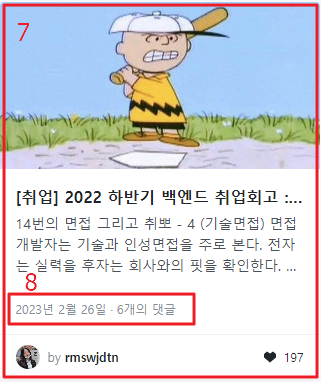 7
[취업] 2022 하반기 백엔드 취업회고 :...
14번의 면접 그리고 취뽀 - 4 (기술면접) 면접
개발자는 기술과 인성면접을 주로 본다. 전자
는 실력을 후자는 회사와의 핏을 확인한다. ...
8
2023년 2월 26일 · 6개의 댓글
by rmswjdtn ♥ 197